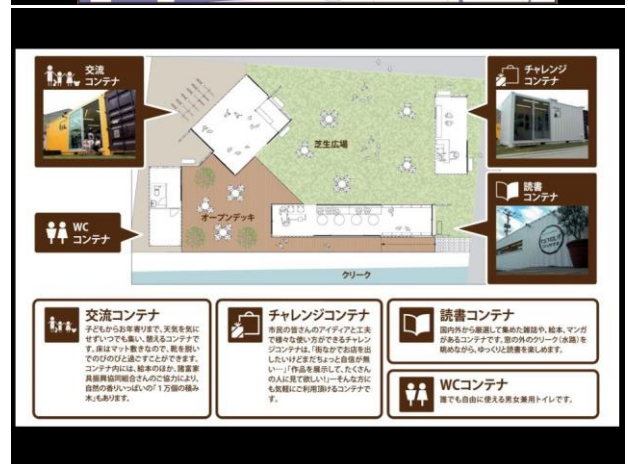 交流
コンテナ
チャレンジ
コンテナ
芝生広場
読書
コンテナ
オープンデッキ
WC
コンテナ
クリーク
交流コンテナ
子どもからお年寄りまで、天気を気に
せずいつでも集い、憩えるコンテナで
す。床はマット敷きなので、靴を脱い
でのびのびと過ごすことができます。
コンテナ内には、絵本のほか、諸富家
具振興協同組合さんのご協力により、
自然の香りいっぱいの「1万個の積み
木」もあります。
チャレンジコンテナ
市民の皆さんのアイディアと工夫
で様々な使い方ができるチャレン
ジコンテナは、「街なかでお店を出
したいけどまだちょっと自信が無
い…」「作品を展示して、たくさん
の人に見て欲しい!」―そんな方に
も気軽にご利用頂けるコンテナで
す。
読書コンテナ
国内外から厳選して集めた雑誌や、絵本、マンガ
があるコンテナです。窓の外のクリーク(水路)を
眺めながら、ゆっくりと読書を楽しめます。
WCコンテナ
誰でも自由に使える男女兼用トイレです。